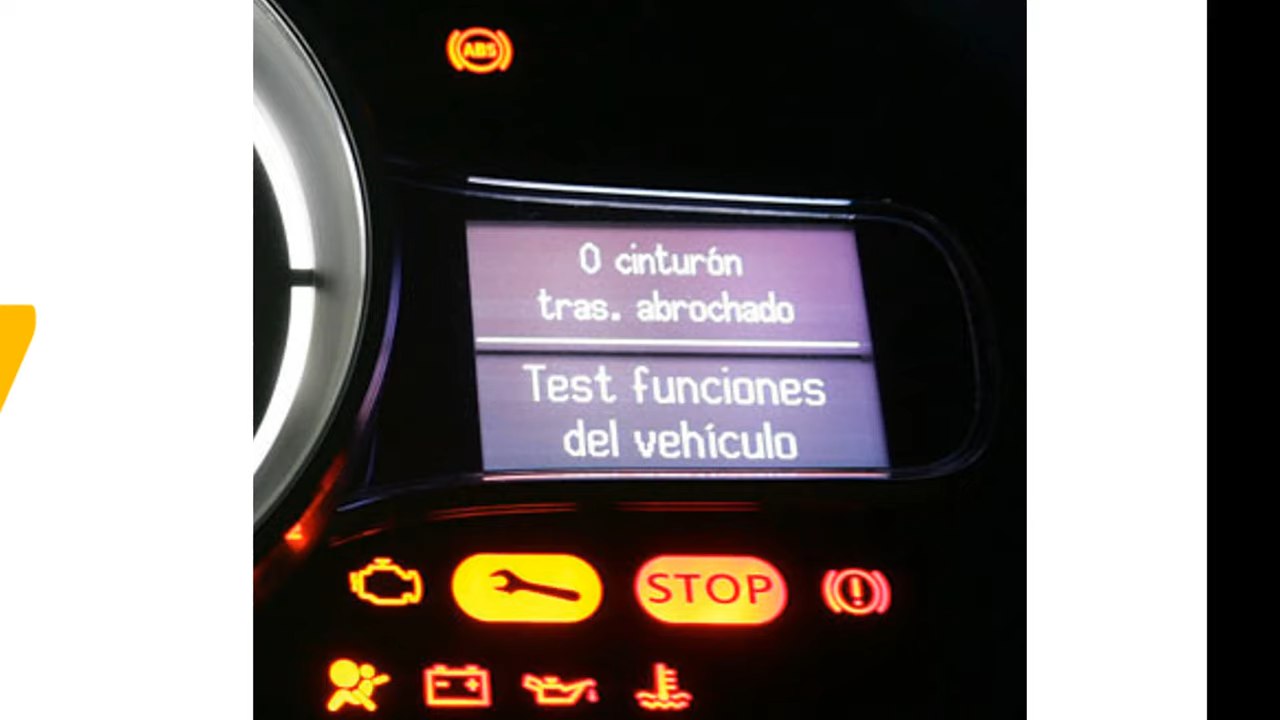 ABS
0 cinturón
tras. abrochado
Test funciones
del vehículo
STOP